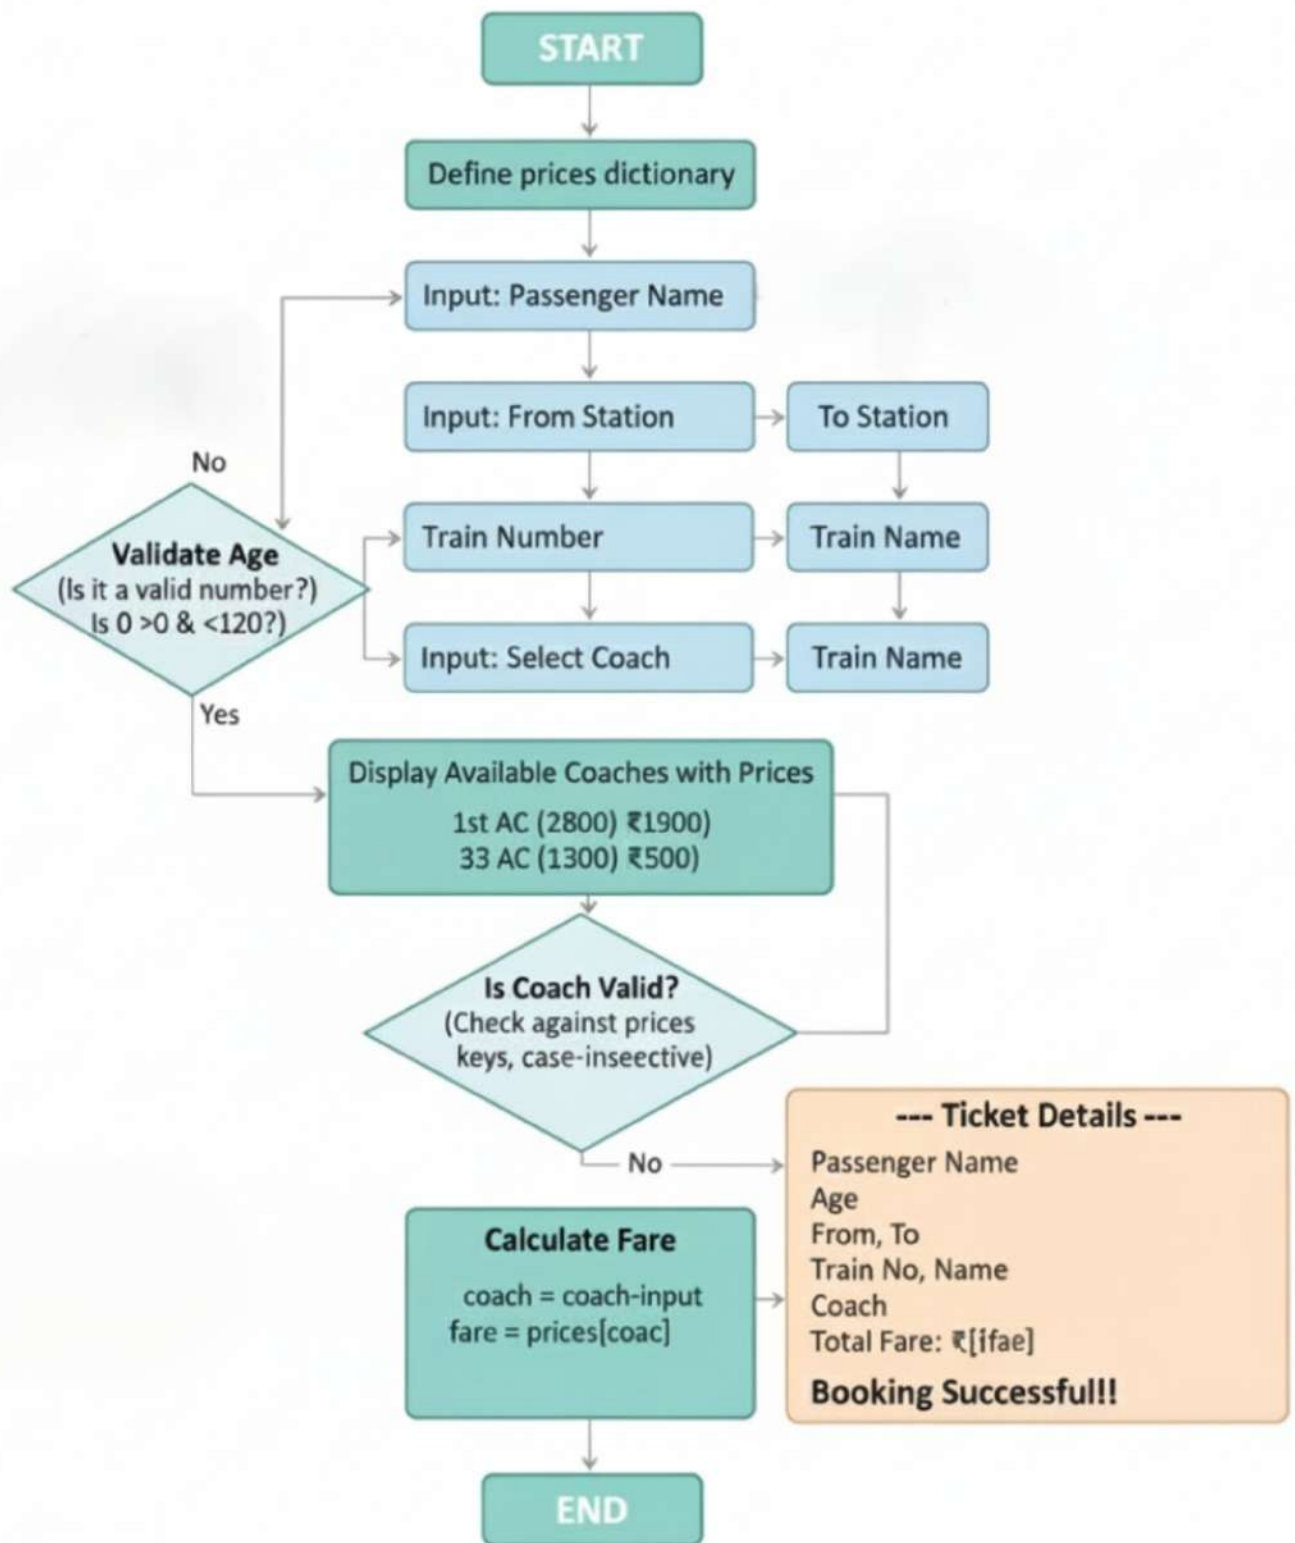 START
Define prices dictionary
Input: Passenger Name
Input: From Station
To Station
No
Validate Age
(Is it a valid number?)
Is 0 >0 & <120?)
Train Number
Train Name
Input: Select Coach
Train Name
Yes
Display Available Coaches with Prices
1st AC (2800) ₹1900)
33 AC (1300) ₹500)
Is Coach Valid?
(Check against prices
keys, case-inseective)
No
--- Ticket Details ---
Passenger Name
Age
From, To
Train No, Name
Coach
Total Fare: ₹[ifae]
Booking Successful!!
Calculate Fare
coach = coach-input
fare = prices[coac]
END